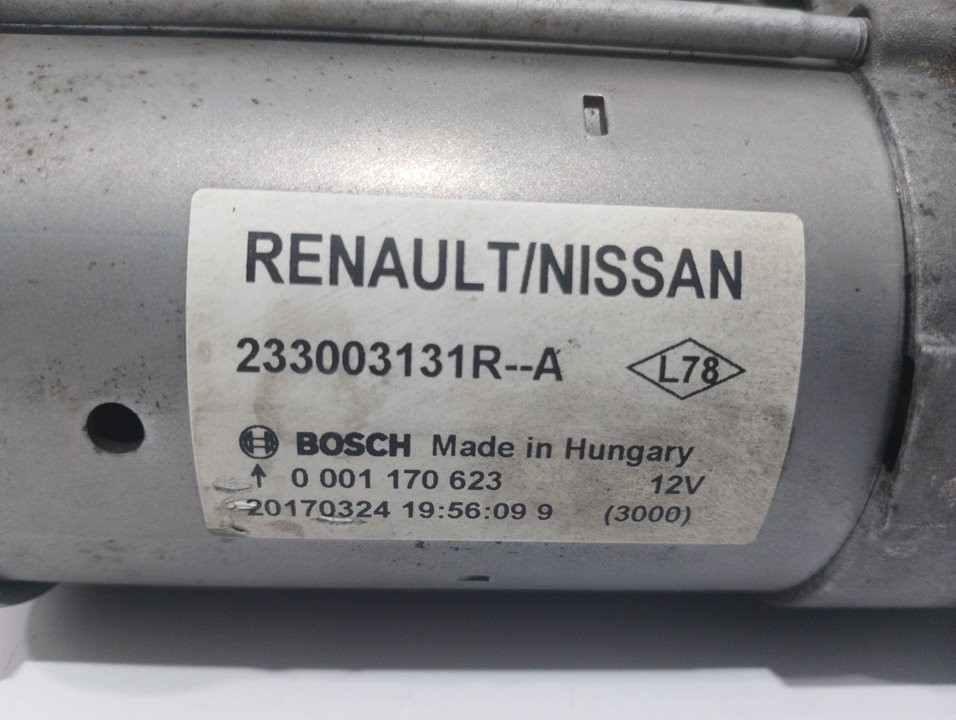 RENAULT/NISSAN
233003131R--A L78
BOSCH Made in Hungary
↑ 0 001 170 623 12V
20170324 19:56:09 9 (3000)